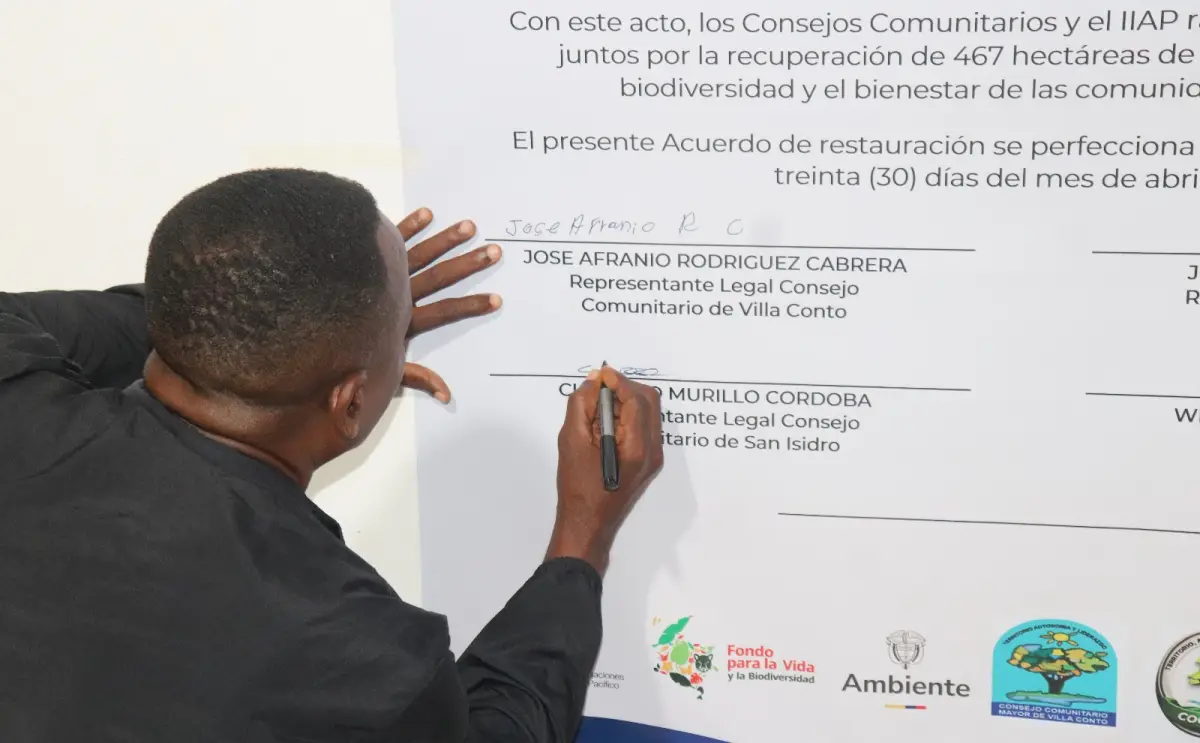 Con este acto, los Consejos Comunitarios y el IIAP
juntos por la recuperación de 467 hectáreas de
biodiversidad y el bienestar de las
El presente Acuerdo de restauración se perfecciona
treinta (30) días del mes de
Jose Afranio R C
JOSE AFRANIO RODRIGUEZ CABRERA
Representante Legal Consejo
Comunitario de Villa Conto
MURILLO CORDOBA
Legal Consejo
de San Isidro
Fondo
para la Vida
y la Biodiversidad
Ambiente
TERRITORIO AUTONOMIA Y LIDERAZGO
CONSEJO COMUNITARIO
MAYOR DE VILLA CONTO